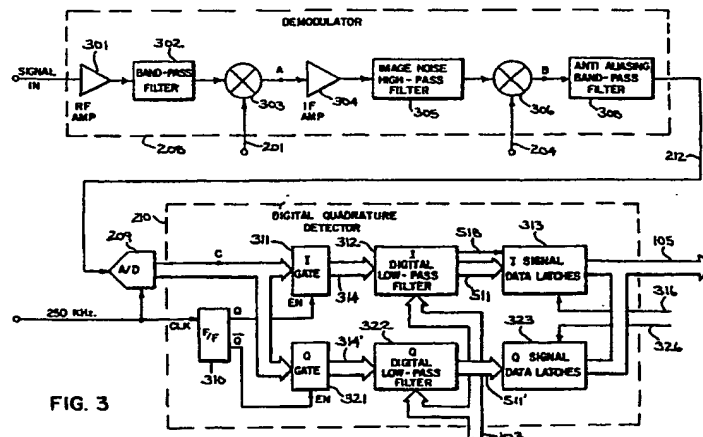 DEMODULATOR
301
302
SIGNAL
IN
BAND-PASS
FILTER
A
RF
AMP
303
304
IF
AMP
IMAGE NOISE
HIGH-PASS
FILTER
305
B
306
ANTI ALIASING
BAND-PASS
FILTER
308
208
201
204
212
210
DIGITAL QUADRATURE
DETECTOR
209
A/D
C
311
I
GATE
EN
314
312
I
DIGITAL
LOW-PASS
FILTER
518
511
313
I SIGNAL
DATA LATCHES
105
316
326
250 KHz.
CLK
F/F
Q
Q
310
Q
GATE
EN
321
314'
322
Q
DIGITAL
LOW-PASS
FILTER
511'
323
Q SIGNAL
DATA LATCHES
103
FIG. 3